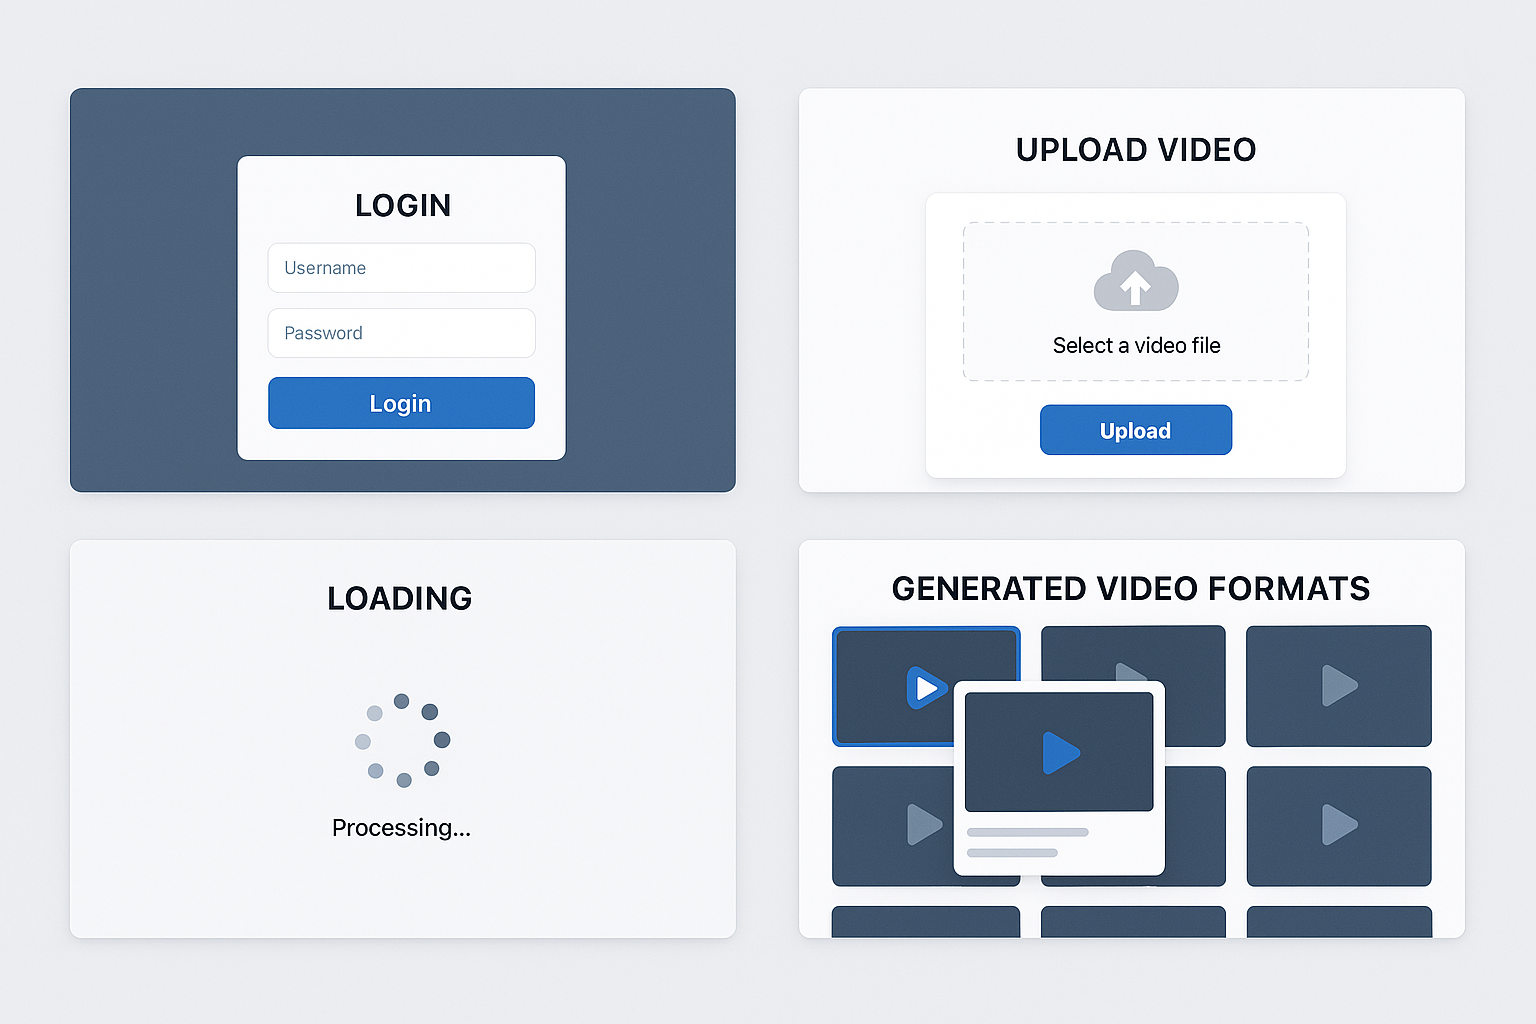 LOGIN
Username
Password
Login
UPLOAD VIDEO
Select a video file
Upload
LOADING
Processing...
GENERATED VIDEO FORMATS